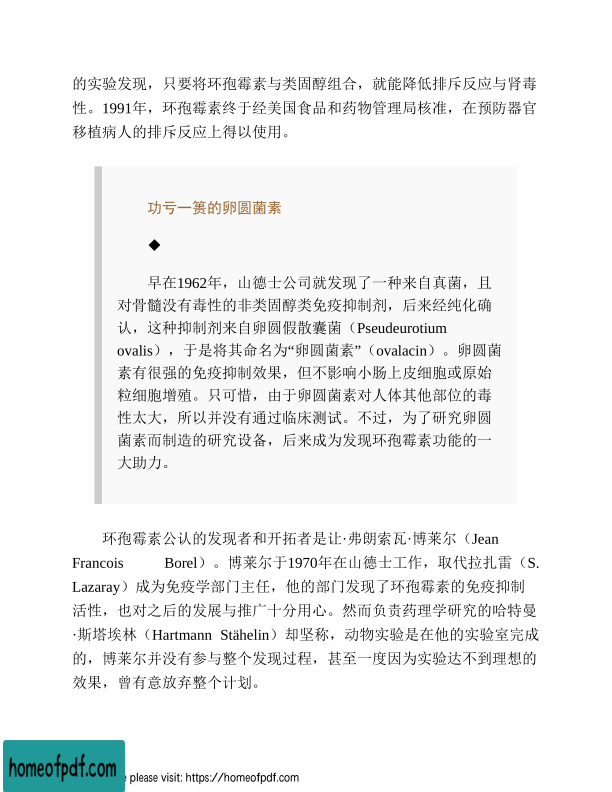 的实验发现，只要将环孢霉素与类固醇组合，就能降低排斥反应与肾毒
性。1991年，环孢霉素终于经美国食品和药物管理局核准，在预防器官
移植病人的排斥反应上得以使用。
功亏一篑的卵圆菌素
◆
早在1962年，山德士公司就发现了一种来自真菌，且
对骨髓没有毒性的非类固醇类免疫抑制剂，后来经纯化确
认，这种抑制剂来自卵圆假散囊菌（Pseudeurotium
ovalis），于是将其命名为“卵圆菌素”（ovalacin）。卵圆菌
素有很强的免疫抑制效果，但不影响小肠上皮细胞或原始
粒细胞增殖。只可惜，由于卵圆菌素对人体其他部位的毒
性太大，所以并没有通过临床测试。不过，为了研究卵圆
菌素而制造的研究设备，后来成为发现环孢霉素功能的一
大助力。
环孢霉素公认的发现者和开拓者是让·弗朗索瓦·博莱尔（Jean
Francois Borel）。博莱尔于1970年在山德士工作，取代拉扎雷（S.
Lazaray）成为免疫学部门主任，他的部门发现了环孢霉素的免疫抑制
活性，也对之后的发展与推广十分用心。然而负责药理学研究的哈特曼
·斯塔埃林（Hartmann Stähelin）却坚称，动物实验是在他的实验室完成
的，博莱尔并没有参与整个发现过程，甚至一度因为实验达不到理想的
效果，曾有意放弃整个计划。
homeofpdf.com
please visit: https://homeofpdf.com